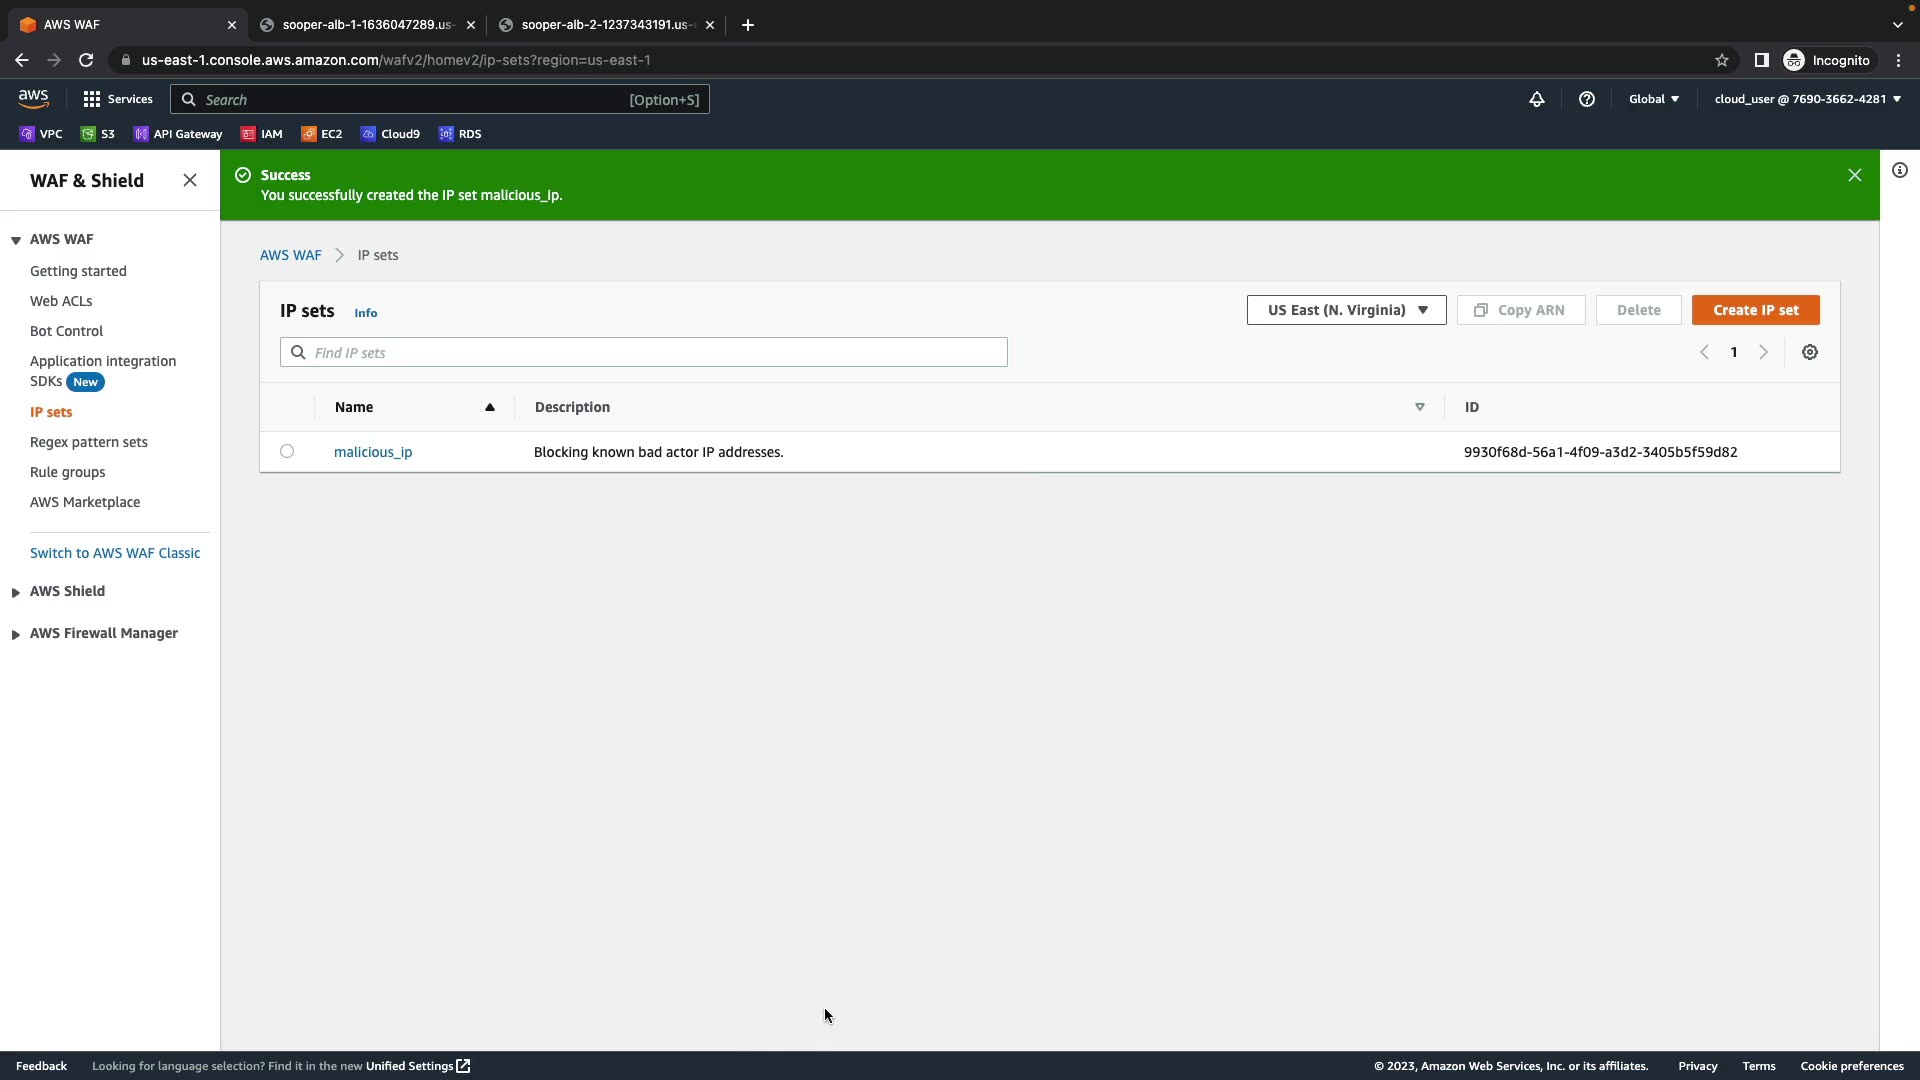 AWS WAF
sooper-alb-1-1636047289.us-
sooper-alb-2-1237343191.us-
us-east-1.console.aws.amazon.com/wafv2/homev2/ip-sets?region=us-east-1
Incognito
aws
Services
Search
[Option+S]
Global
cloud_user @ 7690-3662-4281
VPC
S3
API Gateway
IAM
EC2
Cloud9
RDS
WAF & Shield
AWS WAF
Getting started
Web ACLs
Bot Control
Application integration
SDKs New
IP sets
Regex pattern sets
Rule groups
AWS Marketplace
Switch to AWS WAF Classic
AWS Shield
AWS Firewall Manager
Success
You successfully created the IP set malicious_ip.
AWS WAF
IP sets
IP sets Info
US East (N. Virginia)
Copy ARN
Delete
Create IP set
Find IP sets
1
Name
Description
ID
malicious_ip
Blocking known bad actor IP addresses.
9930f68d-56a1-4f09-a3d2-3405b5f59d82
Feedback
Looking for language selection? Find it in the new Unified Settings
© 2023, Amazon Web Services, Inc. or its affiliates.
Privacy
Terms
Cookie preferences